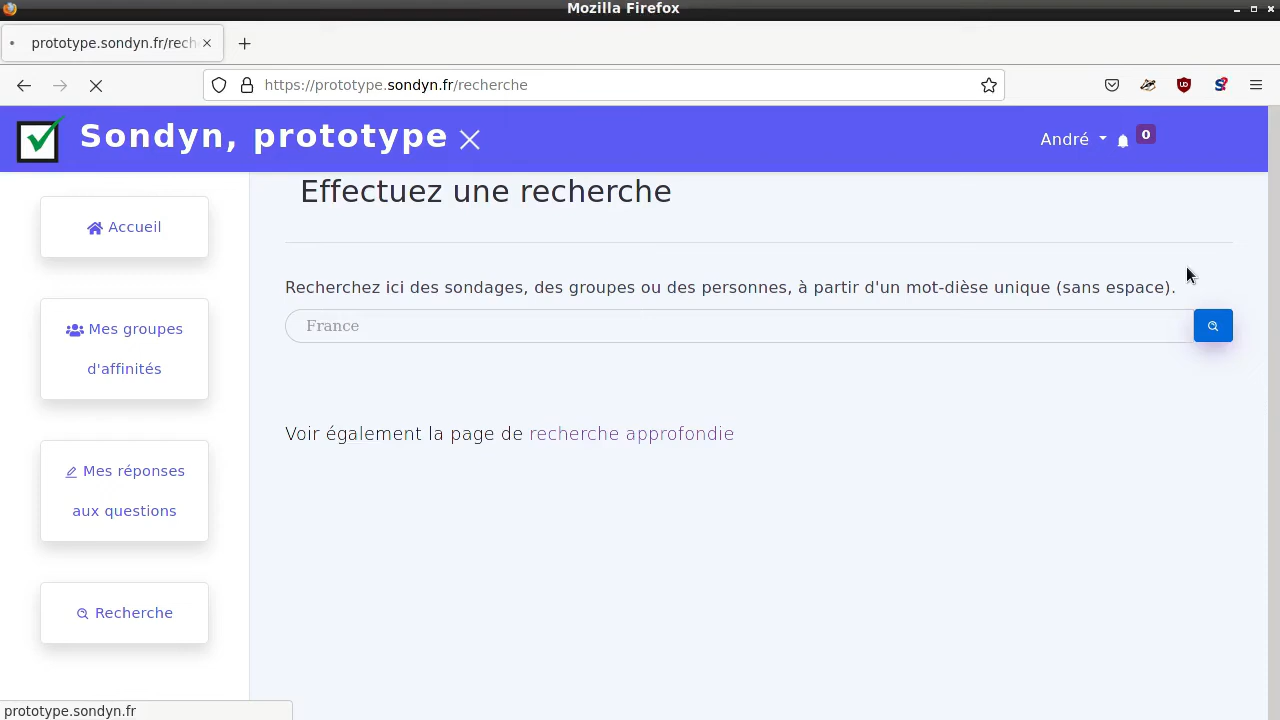 Mozilla Firefox
prototype.sondyn.fr/rech
https://prototype.sondyn.fr/recherche
Sondyn, prototype
André
0
Accueil
Mes groupes
d'affinités
Mes réponses
aux questions
Recherche
Effectuez une recherche
Recherchez ici des sondages, des groupes ou des personnes, à partir d'un mot-dièse unique (sans espace).
France
Voir également la page de recherche approfondie
prototype.sondyn.fr